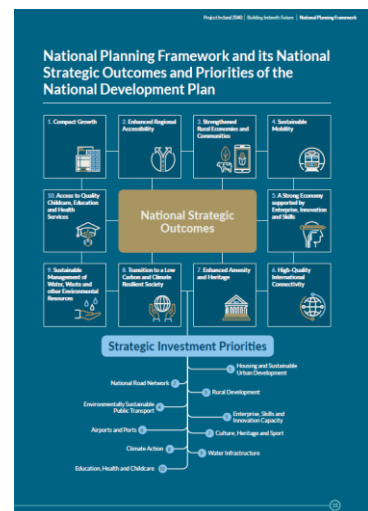 Project Ireland 2040 | Building Ireland's Future | National Planning Framework
National Planning Framework and its National
Strategic Outcomes and Priorities of the
National Development Plan
1. Compact Growth
2. Enhanced Regional
Accessibility
3. Strengthened
Rural Economies and
Communities
4. Sustainable
Mobility
10. Access to Quality
Childcare, Education
and Health
Services
National Strategic
Outcomes
5. A Strong Economy
supported by
Enterprise, Innovation
and Skills
9. Sustainable
Management of
Water, Waste and
other Environmental
Resources
8. Transition to a Low
Carbon and Climate
Resilient Society
7. Enhanced Amenity
and Heritage
6. High-Quality
International
Connectivity
Strategic Investment Priorities
1 Housing and Sustainable
Urban Development
National Road Network 2
3 Rural Development
Environmentally Sustainable
Public Transport 4
Enterprise, Skills and
Innovation Capacity
Airports and Ports
Culture, Heritage and Sport
Climate Action
Water Infrastructure
Education, Health and Childcare 10